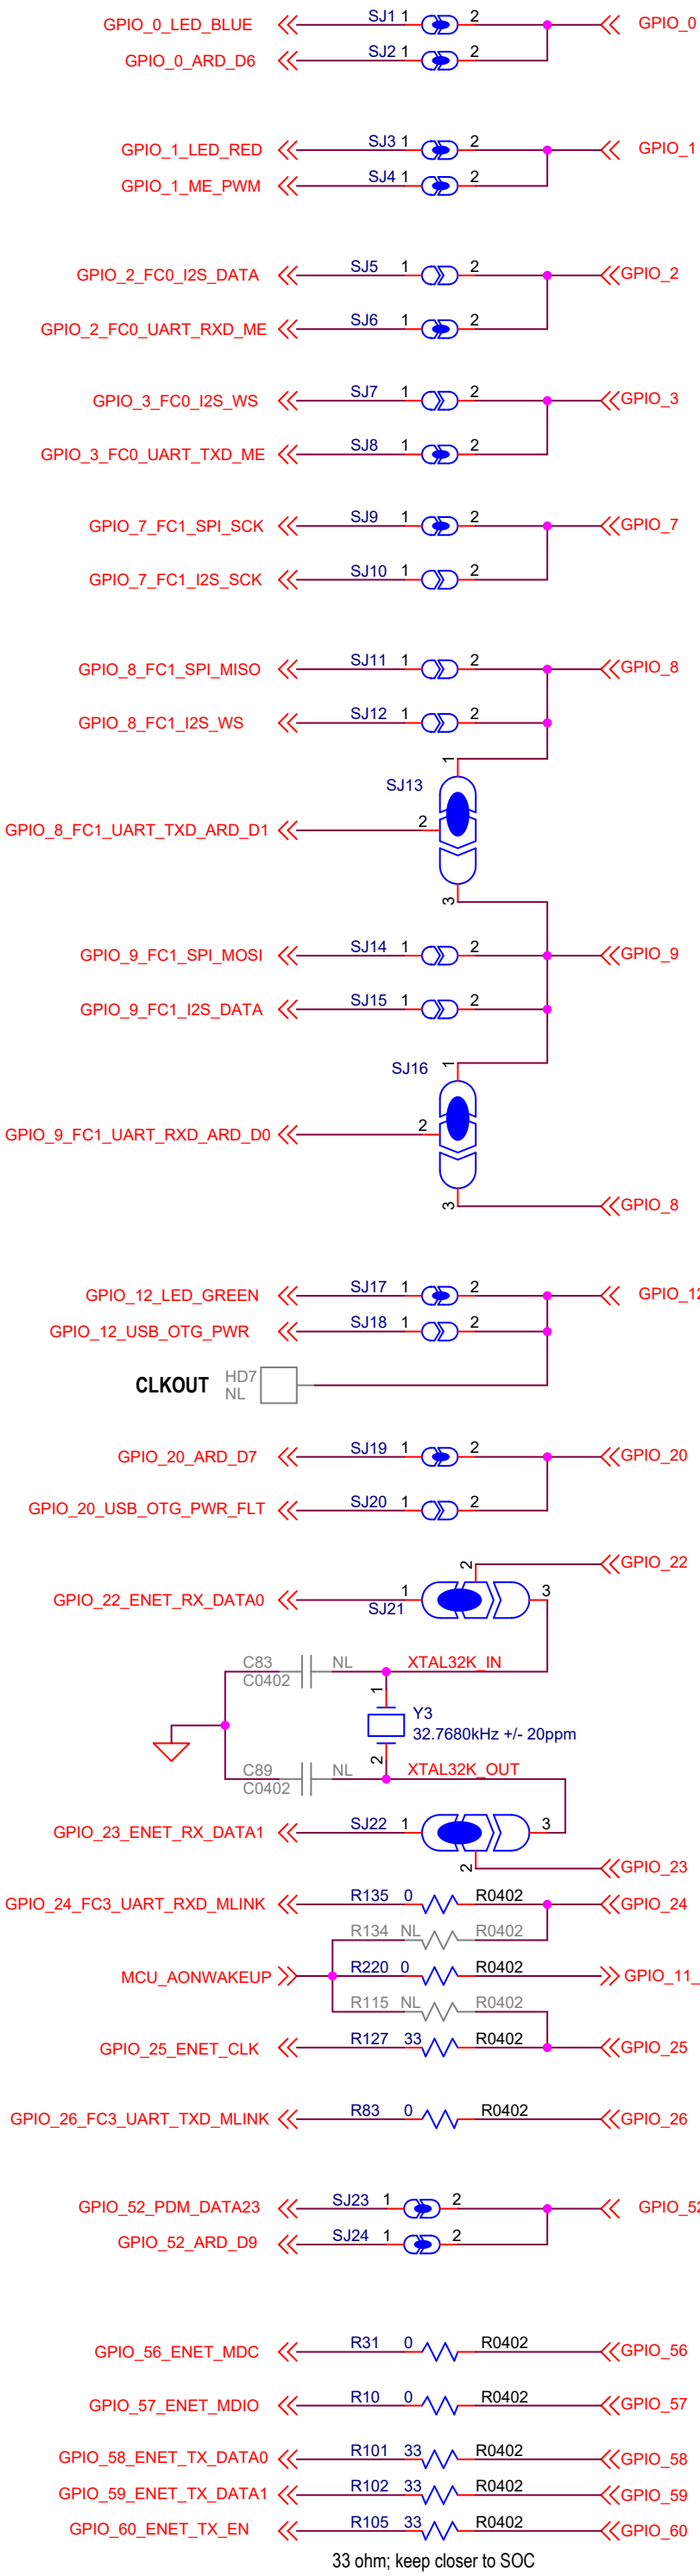 GPIO_0_LED_BLUE SJ1 1 2 GPIO_0
GPIO_0_ARD_D6 SJ2 1 2
GPIO_1_LED_RED SJ3 1 2 GPIO_1
GPIO_1_ME_PWM SJ4 1 2
GPIO_2_FC0_I2S_DATA SJ5 1 2 GPIO_2
GPIO_2_FC0_UART_RXD_ME SJ6 1 2
GPIO_3_FC0_I2S_WS SJ7 1 2 GPIO_3
GPIO_3_FC0_UART_TXD_ME SJ8 1 2
GPIO_7_FC1_SPI_SCK SJ9 1 2 GPIO_7
GPIO_7_FC1_I2S_SCK SJ10 1 2
GPIO_8_FC1_SPI_MISO SJ11 1 2 GPIO_8
GPIO_8_FC1_I2S_WS SJ12 1 2
1
SJ13
GPIO_8_FC1_UART_TXD_ARD_D1 2
3
GPIO_9_FC1_SPI_MOSI SJ14 1 2 GPIO_9
GPIO_9_FC1_I2S_DATA SJ15 1 2
SJ16 1
GPIO_9_FC1_UART_RXD_ARD_D0 2
3 GPIO_8
GPIO_12_LED_GREEN SJ17 1 2 GPIO_12
GPIO_12_USB_OTG_PWR SJ18 1 2
CLKOUT HD7
NL
GPIO_20_ARD_D7 SJ19 1 2 GPIO_20
GPIO_20_USB_OTG_PWR_FLT SJ20 1 2
2 GPIO_22
GPIO_22_ENET_RX_DATA0 1 3
SJ21
C83 NL XTAL32K_IN
C0402
1
Y3
32.7680kHz +/- 20ppm
2
C89 NL XTAL32K_OUT
C0402
GPIO_23_ENET_RX_DATA1 SJ22 1 3
2 GPIO_23
GPIO_24_FC3_UART_RXD_MLINK R135 0 R0402 GPIO_24
R134 NL R0402
MCU_AONWAKEUP R220 0 R0402 GPIO_11_
R115 NL R0402
GPIO_25_ENET_CLK R127 33 R0402 GPIO_25
GPIO_26_FC3_UART_TXD_MLINK R83 0 R0402 GPIO_26
GPIO_52_PDM_DATA23 SJ23 1 2 GPIO_52
GPIO_52_ARD_D9 SJ24 1 2
GPIO_56_ENET_MDC R31 0 R0402 GPIO_56
GPIO_57_ENET_MDIO R10 0 R0402 GPIO_57
GPIO_58_ENET_TX_DATA0 R101 33 R0402 GPIO_58
GPIO_59_ENET_TX_DATA1 R102 33 R0402 GPIO_59
GPIO_60_ENET_TX_EN R105 33 R0402 GPIO_60
33 ohm; keep closer to SOC